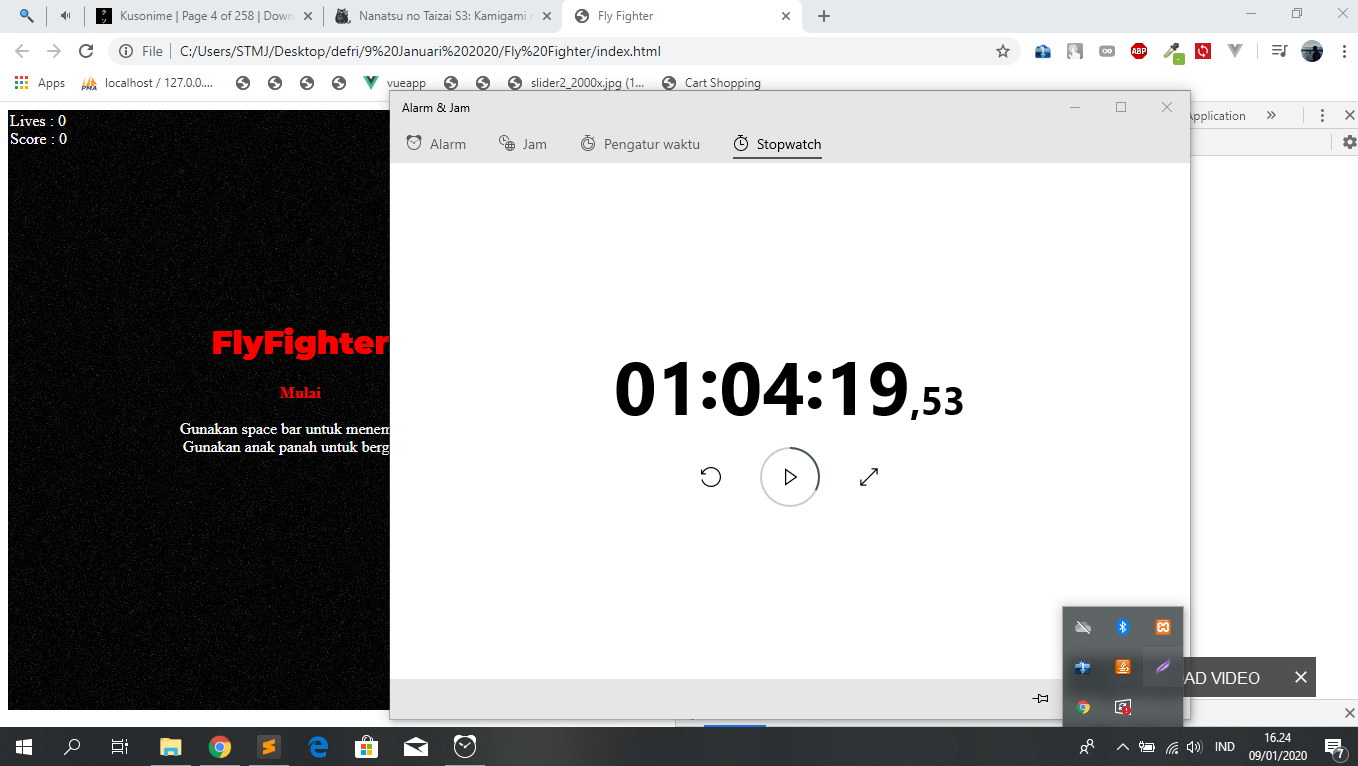 Kusonime | Page 4 of 258 | Down
Nanatsu no Taizai S3: Kamigami
Fly Fighter
File
C:/Users/STMJ/Desktop/defri/9%20Januari%202020/Fly%20Fighter/index.html
ABP
Apps
PMA
localhost / 127.0.0....
vueapp
slider2_2000x.jpg (1...
Cart Shopping
Lives : 0
Score : 0
Alarm & Jam
Application
Alarm
Jam
Pengatur waktu
Stopwatch
FlyFighter
01:04:19,53
Mulai
Gunakan space bar untuk menem
Gunakan anak panah untuk berg
AD VIDEO
IND
16.24
09/01/2020
7